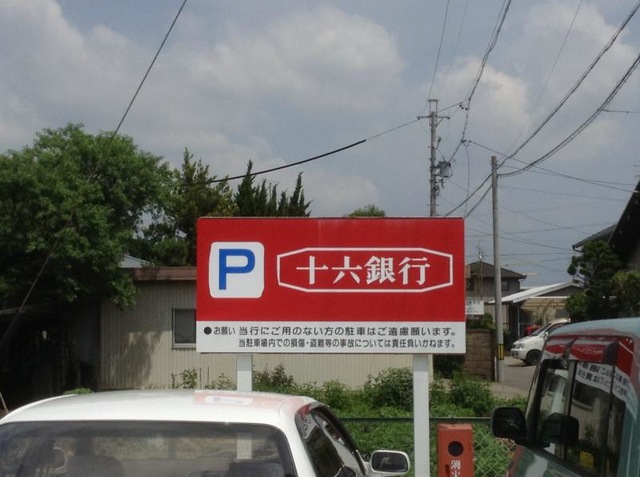 P 十六銀行
●お願い 当行にご用のない方の駐車はご遠慮願います。
当駐車場内での損傷・盗難等の事故については責任負いかねます。
消火